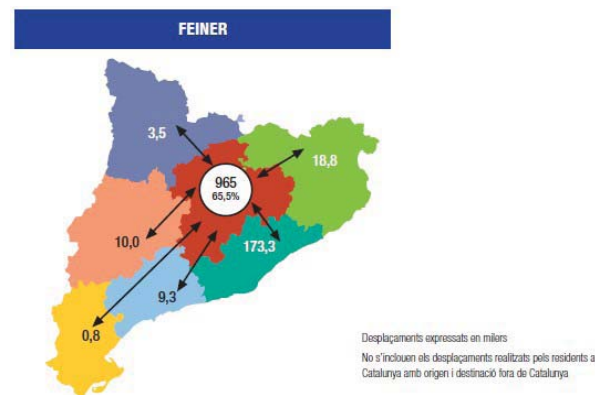 FEINER
3,5
18,8
965
65,5%
10,0
173,3
9,3
0,8
Desplaçaments expressats en milers
No s'inclouen els desplaçaments realitzats pels residents a
Catalunya amb origen i destinació fora de Catalunya